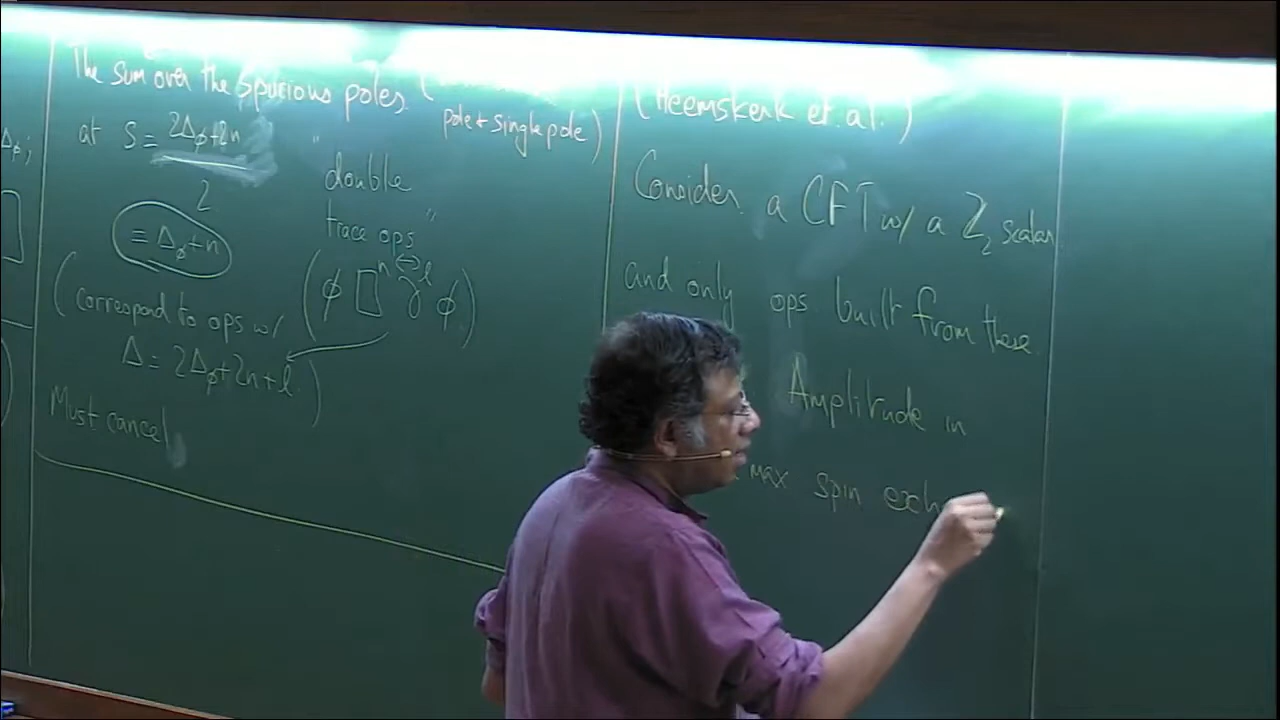 Δφ;
The sum over the spurious poles (
pole + single pole)
at S = 2Δφ+2n
2
≡ Δφ+n
"double
trace ops"
(φ □ⁿ ∂ˡ φ)
(correspond to ops w/
Δ = 2Δφ+2n+l)
Must cancel
(Heemskerk et. al.)
Consider a CFT w/ a Z₂ scalar
and only ops built from these.
Amplitude in
max spin exch